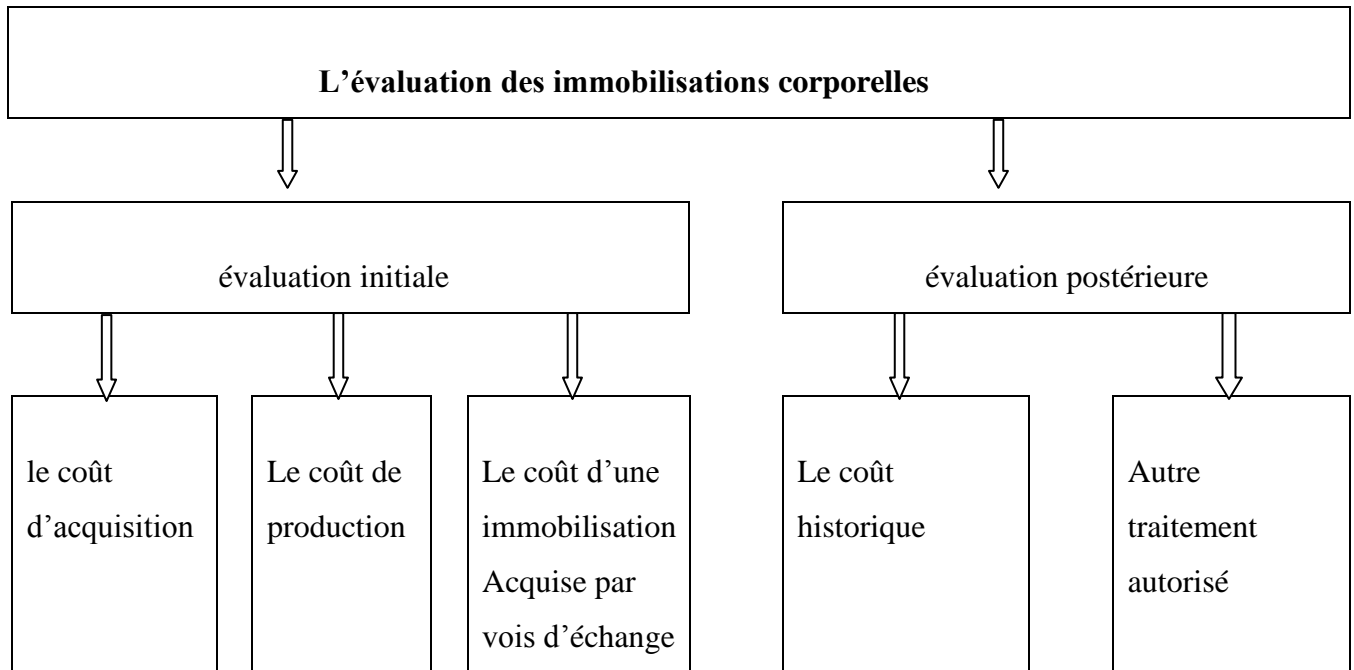 L’évaluation des immobilisations corporelles
évaluation initiale
évaluation postérieure
le coût
d’acquisition
Le coût de
production
Le coût d’une
immobilisation
Acquise par
vois d’échange
Le coût
historique
Autre
traitement
autorisé